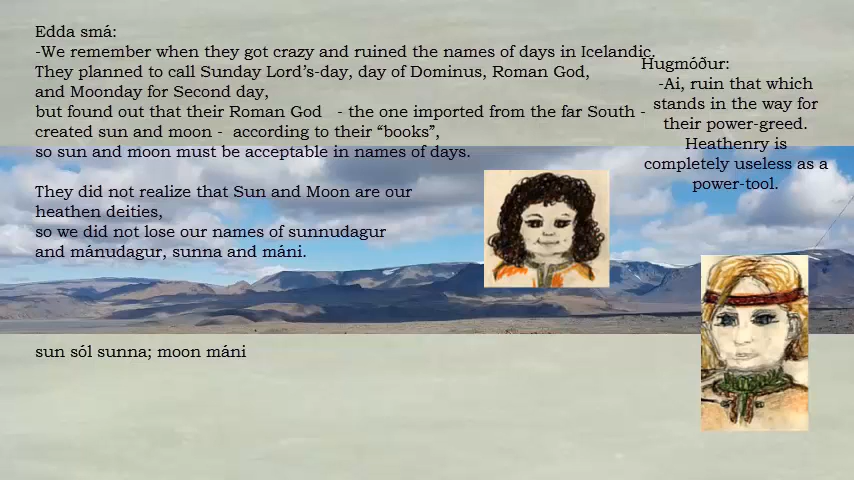 Edda smá:
-We remember when they got crazy and ruined the names of days in Icelandic.
They planned to call Sunday Lord’s-day, day of Dominus, Roman God,
and Moonday for Second day,
but found out that their Roman God - the one imported from the far South -
created sun and moon - according to their “books”,
so sun and moon must be acceptable in names of days.
They did not realize that Sun and Moon are our
heathen deities,
so we did not lose our names of sunnudagur
and mánudagur, sunna and máni.
sun sól sunna; moon máni
Hugmóður:
-Ai, ruin that which
stands in the way for
their power-greed.
Heathenry is
completely useless as a
power-tool.